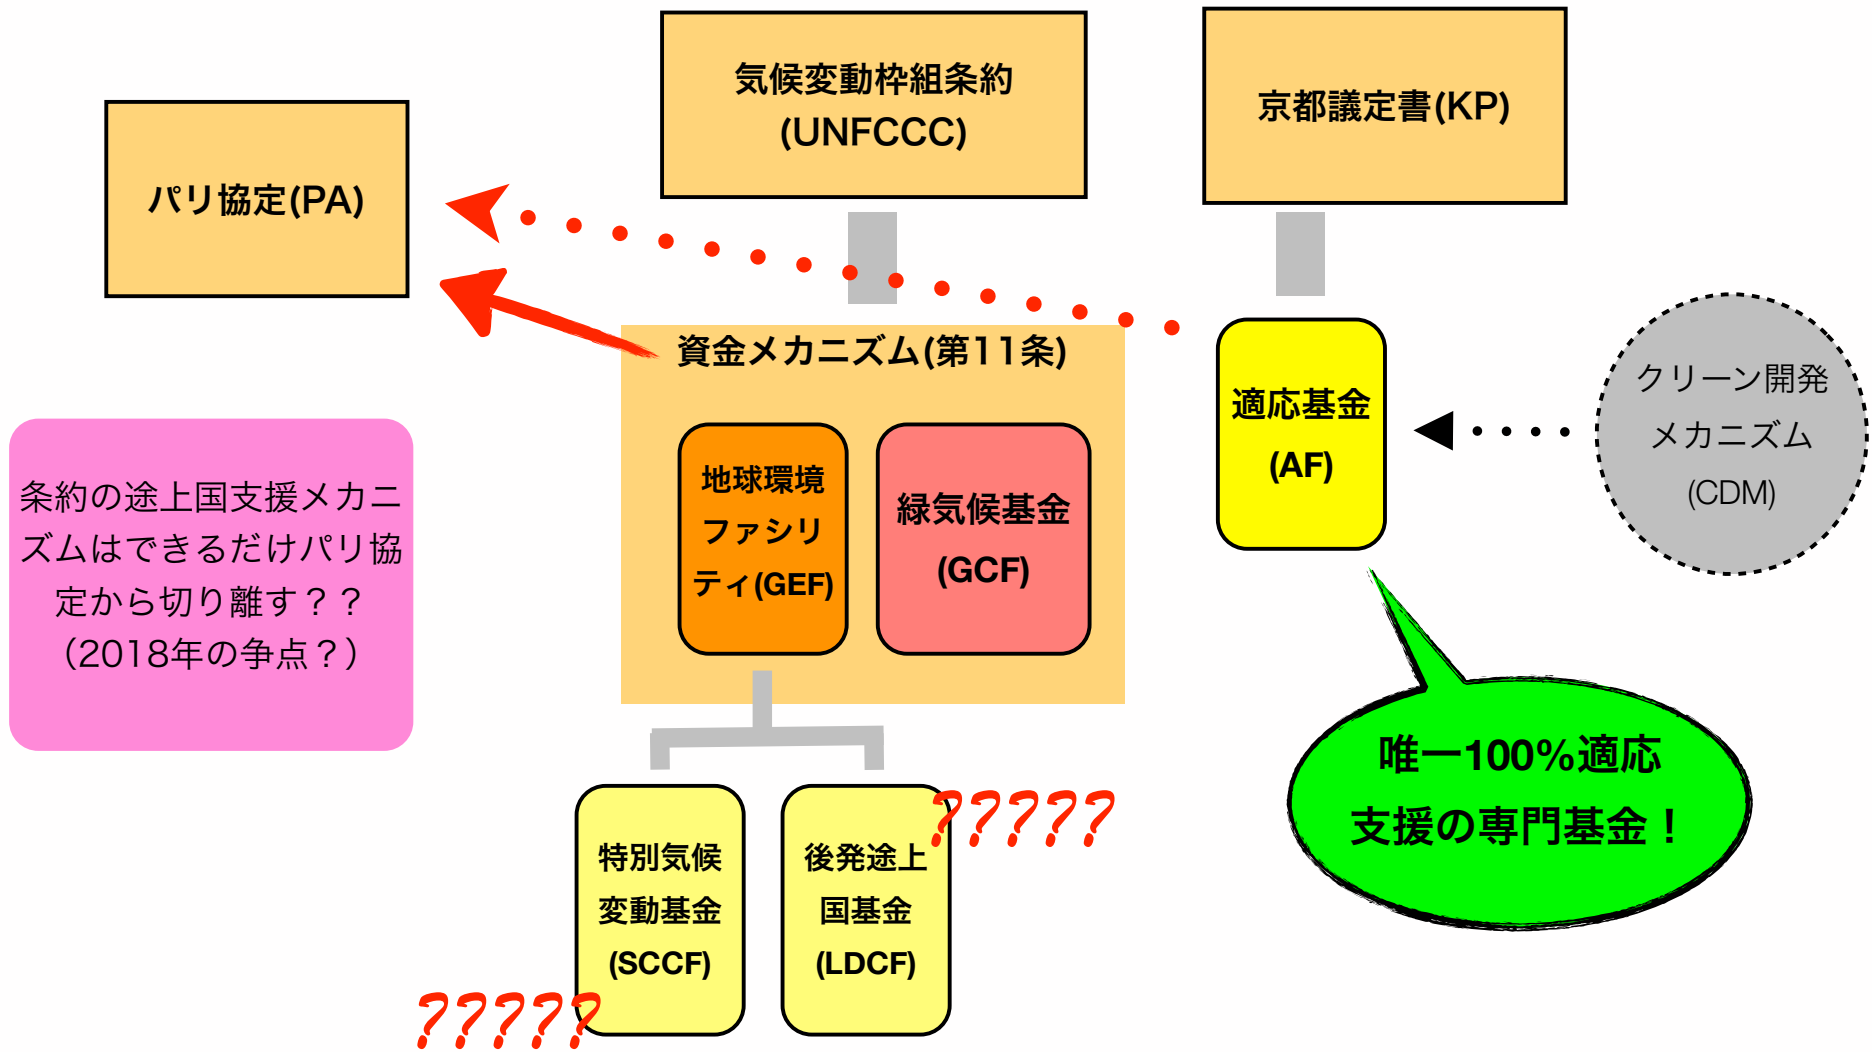 気候変動枠組条約
(UNFCCC)
京都議定書(KP)
パリ協定(PA)
資金メカニズム(第11条)
地球環境
ファシリ
ティ(GEF)
緑気候基金
(GCF)
適応基金
(AF)
クリーン開発
メカニズム
(CDM)
条約の途上国支援メカニ
ズムはできるだけパリ協
定から切り離す？？
（2018年の争点？）
唯一100%適応
支援の専門基金！
特別気候
変動基金
(SCCF)
後発途上
国基金
(LDCF)
?????
?????